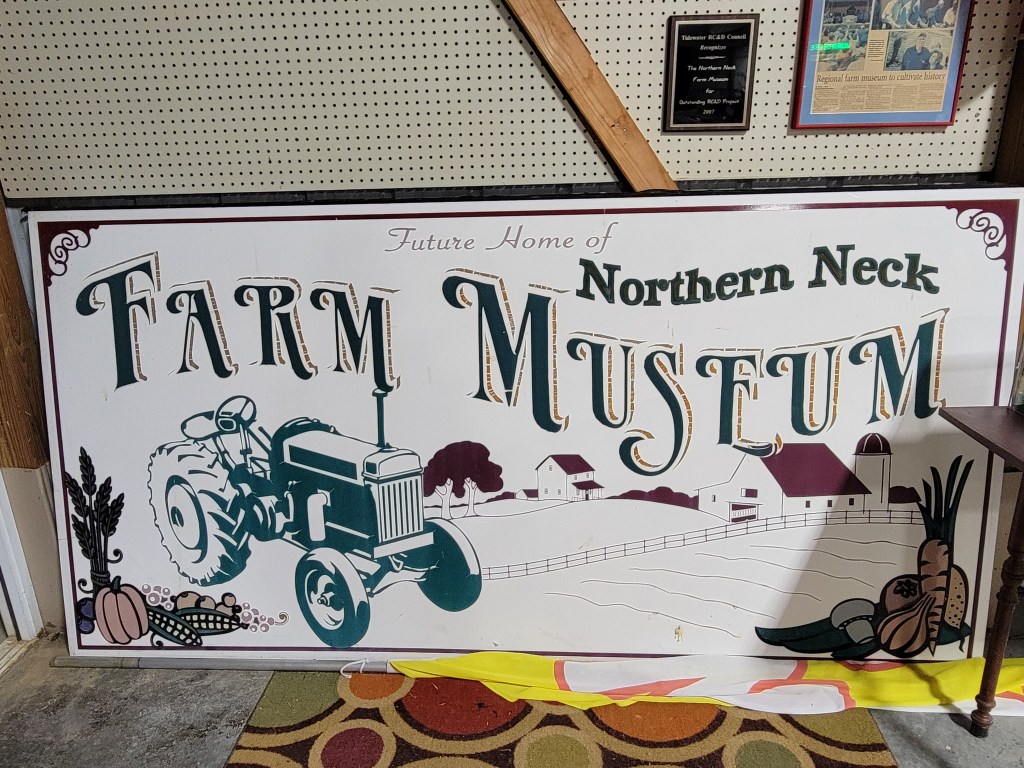 Tidewater RC&D Council
Recognizes
The Northern Neck
Farm Museum
for
Outstanding RC&D Project
2007
Regional farm museum to cultivate history
Future Home of
Northern Neck
FARM MUSEUM